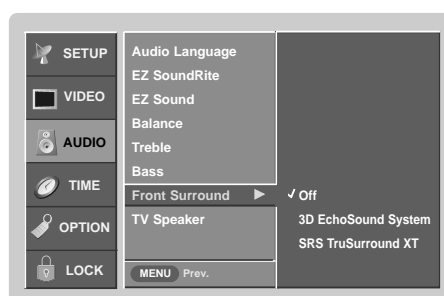 SETUP
VIDEO
AUDIO
TIME
OPTION
LOCK
Audio Language
EZ SoundRite
EZ Sound
Balance
Treble
Bass
Front Surround
TV Speaker
MENU Prev.
Off
3D EchoSound System
SRS TruSurround XT